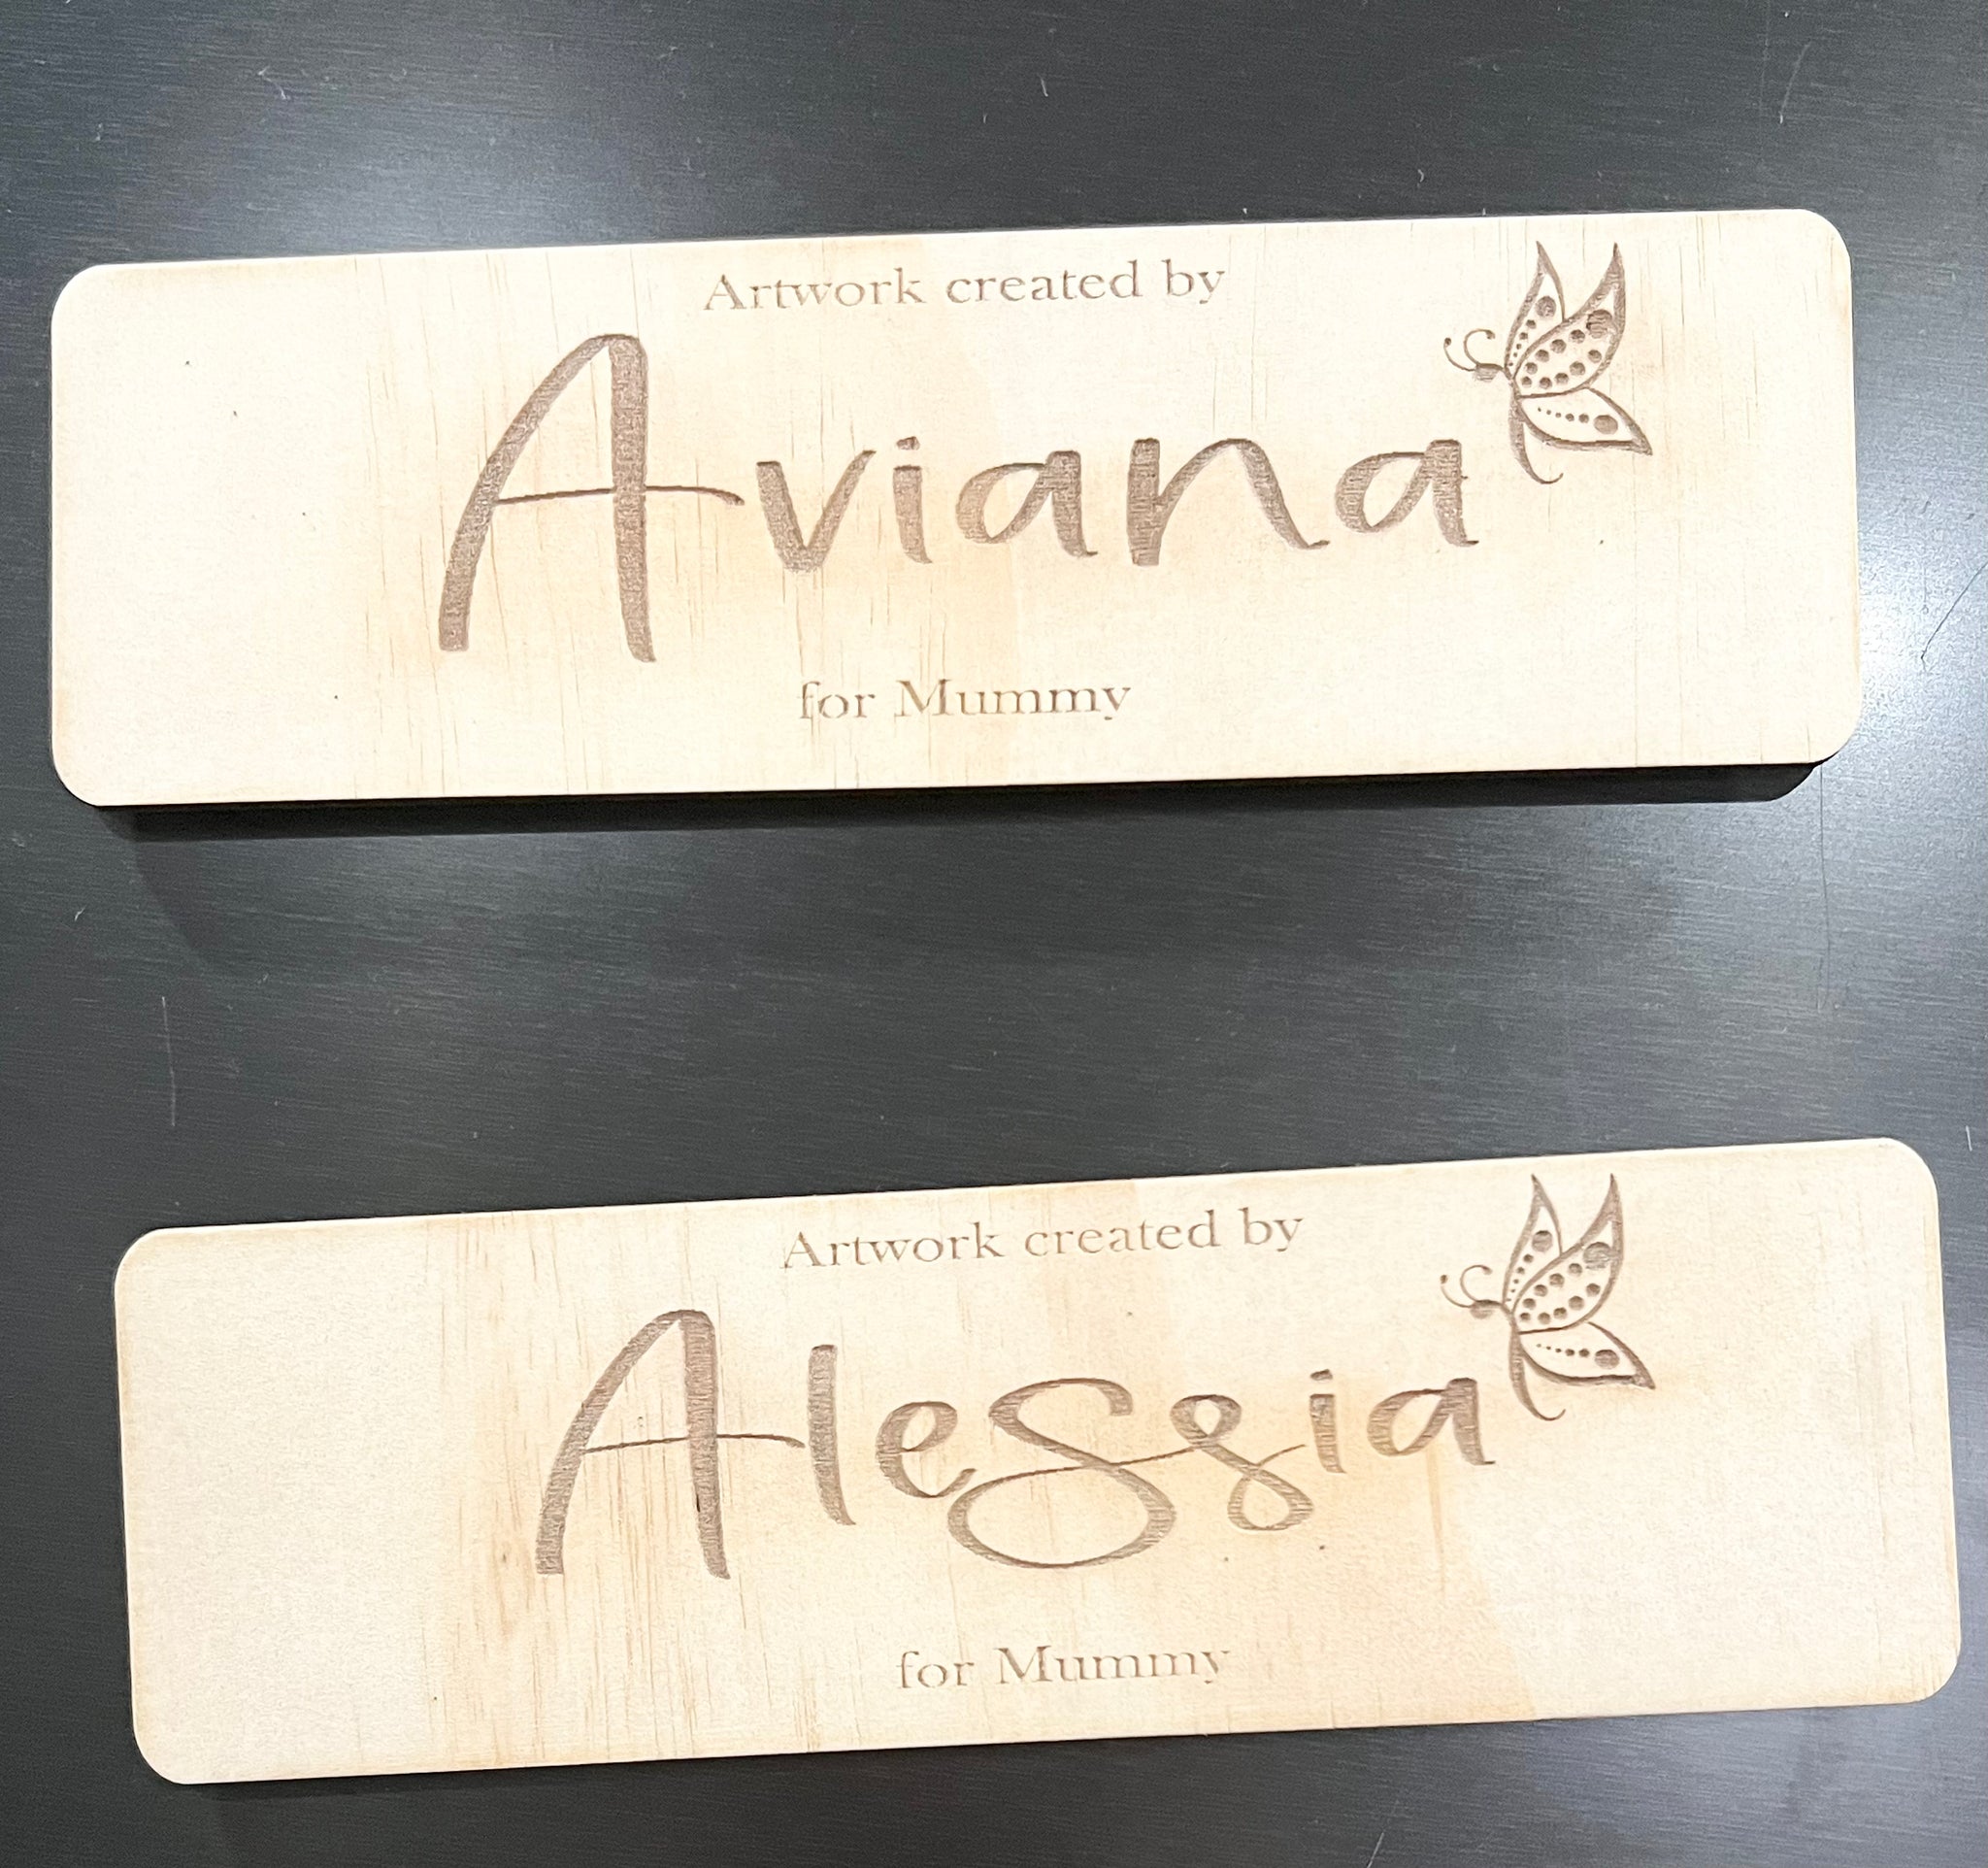 Artwork created by
Aviana
for Mummy
Artwork created by
Alessia
for Mummy